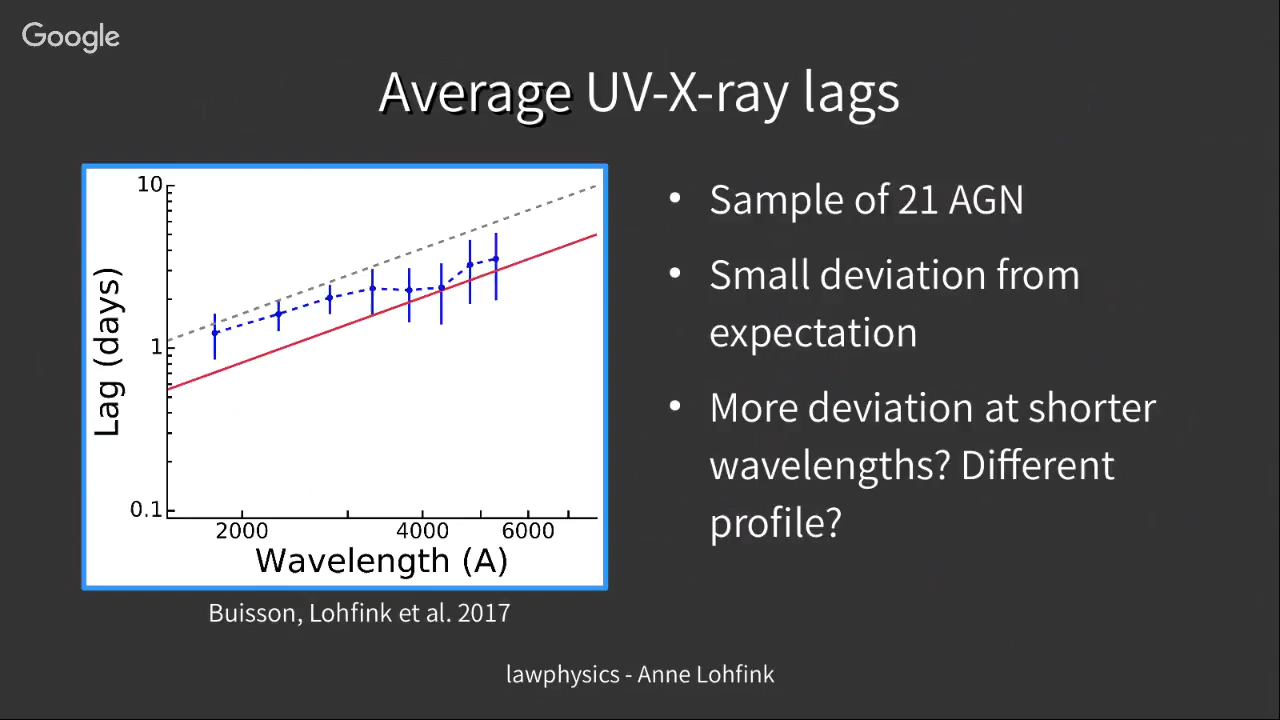 Google
Average UV-X-ray lags
10
1
0.1
Lag (days)
2000 4000 6000
Wavelength (A)
Buisson, Lohfink et al. 2017
• Sample of 21 AGN
• Small deviation from
expectation
• More deviation at shorter
wavelengths? Different
profile?
lawphysics - Anne Lohfink